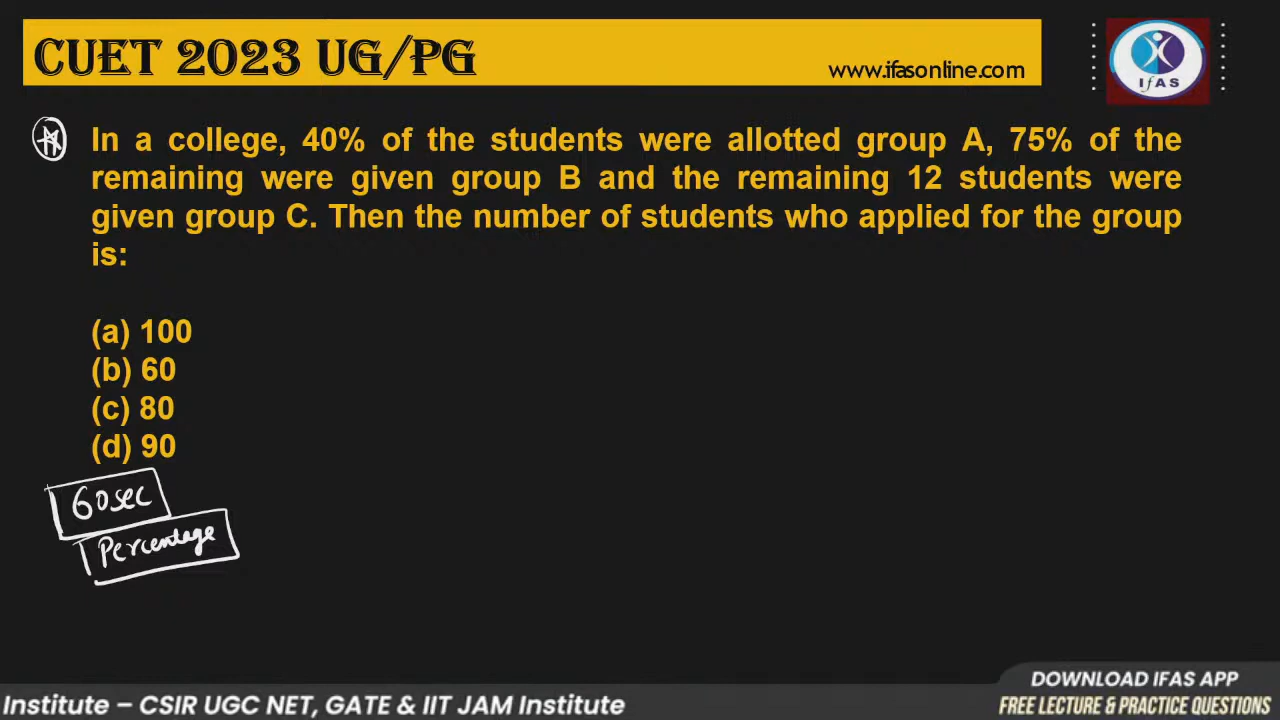 CUET 2023 UG/PG
www.ifasonline.com
IfAS
In a college, 40% of the students were allotted group A, 75% of the
remaining were given group B and the remaining 12 students were
given group C. Then the number of students who applied for the group
is:
(a) 100
(b) 60
(c) 80
(d) 90
60sec
Percentage
DOWNLOAD IFAS APP
Institute – CSIR UGC NET, GATE & IIT JAM Institute
FREE LECTURE & PRACTICE QUESTIONS